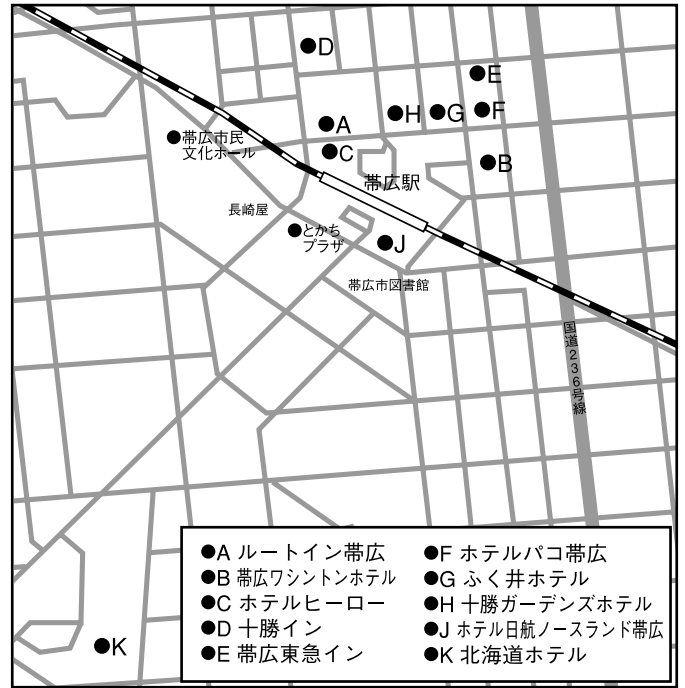 ●D
●E
●H
●G
●F
●A
●帯広市民
文化ホール
●C
●B
帯広駅
長崎屋
●とかち
プラザ
●J
帯広市図書館
国道236号線
●A ルートイン帯広
●B 帯広ワシントンホテル
●C ホテルヒーロー
●D 十勝イン
●E 帯広東急イン
●F ホテルパコ帯広
●G ふく井ホテル
●H 十勝ガーデンズホテル
●J ホテル日航ノースランド帯広
●K 北海道ホテル
●K